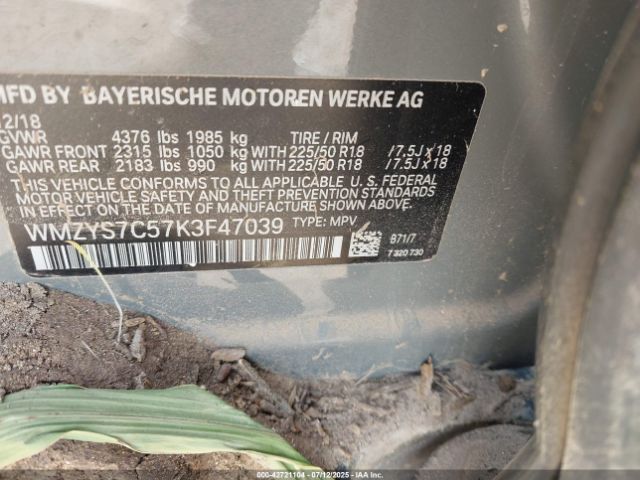 MFD BY BAYERISCHE MOTOREN WERKE AG
12/18
GVWR 4376 lbs 1985 kg TIRE / RIM
GAWR FRONT 2315 lbs 1050 kg WITH 225/50 R18 /7.5J x 18
GAWR REAR 2183 lbs 990 kg WITH 225/50 R18 /7.5J x 18
THIS VEHICLE CONFORMS TO ALL APPLICABLE U. S. FEDERAL
MOTOR VEHICLE SAFETY AND THEFT PREVENTION STANDARDS
IN EFFECT ON THE DATE OF MANUFACTURE SHOWN ABOVE.
WMZYS7C57K3F47039 TYPE: MPV
B71/7
7 320 730
000-42721104 - 07/12/2025 - IAAI.com